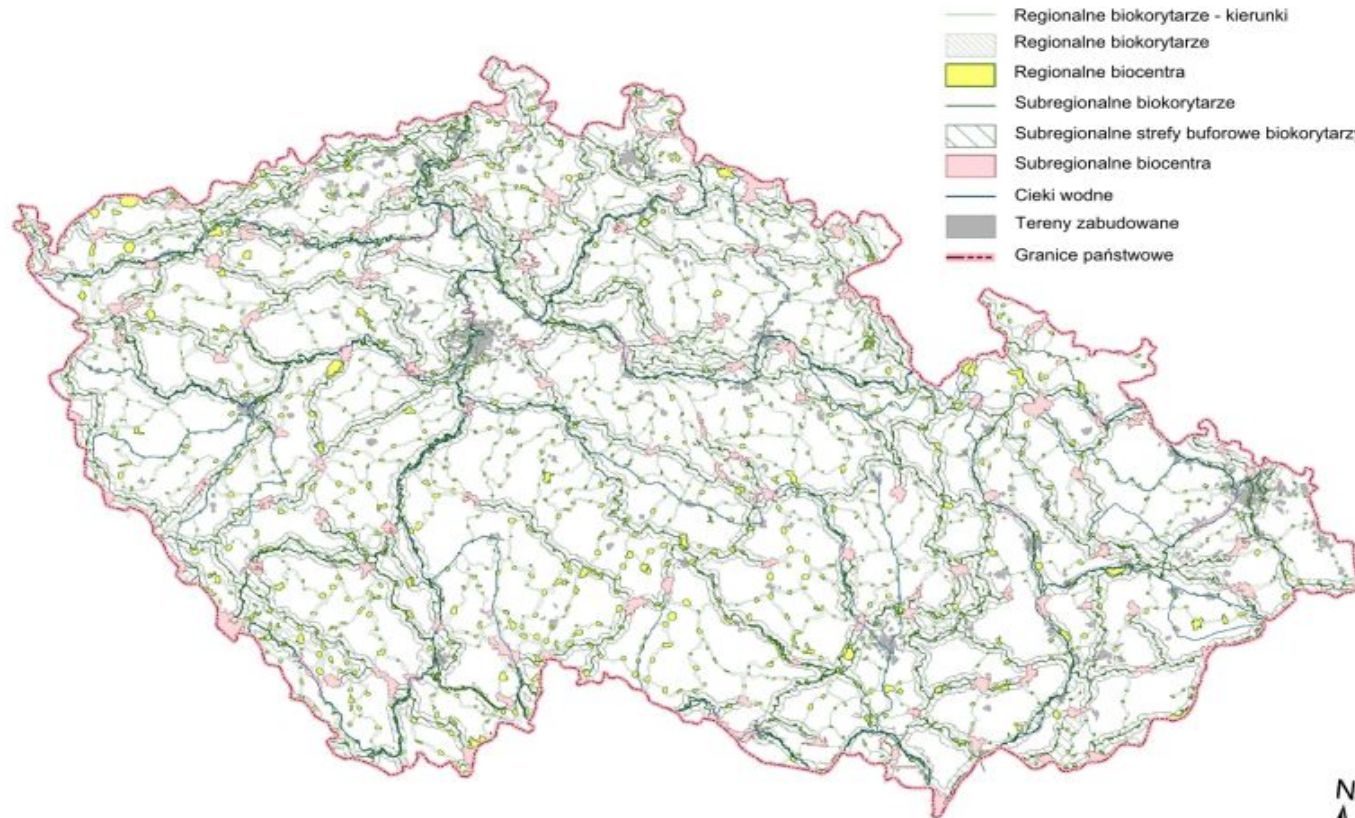 Regionalne biokorytarze - kierunki
Regionalne biokorytarze
Regionalne biocentra
Subregionalne biokorytarze
Subregionalne strefy buforowe biokorytarzy
Subregionalne biocentra
Cieki wodne
Tereny zabudowane
Granice państwowe
N